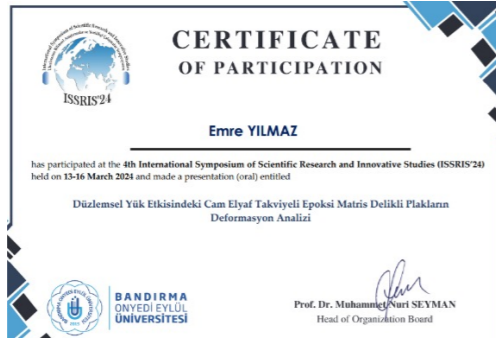 CERTIFICATE
OF PARTICIPATION
ISSRIS'24
Emre YILMAZ
has participated at the 4th International Symposium of Scientific Research and Innovative Studies (ISSRIS'24)
held on 13-16 March 2024 and made a presentation (oral) entitled
Düzlemsel Yük Etkisindeki Cam Elyaf Takviyeli Epoksi Matris Delikli Plakların
Deformasyon Analizi
BANDIRMA
ONYEDİ EYLÜL
ÜNİVERSİTESİ
Prof. Dr. Muhammet Nuri SEYMAN
Head of Organization Board